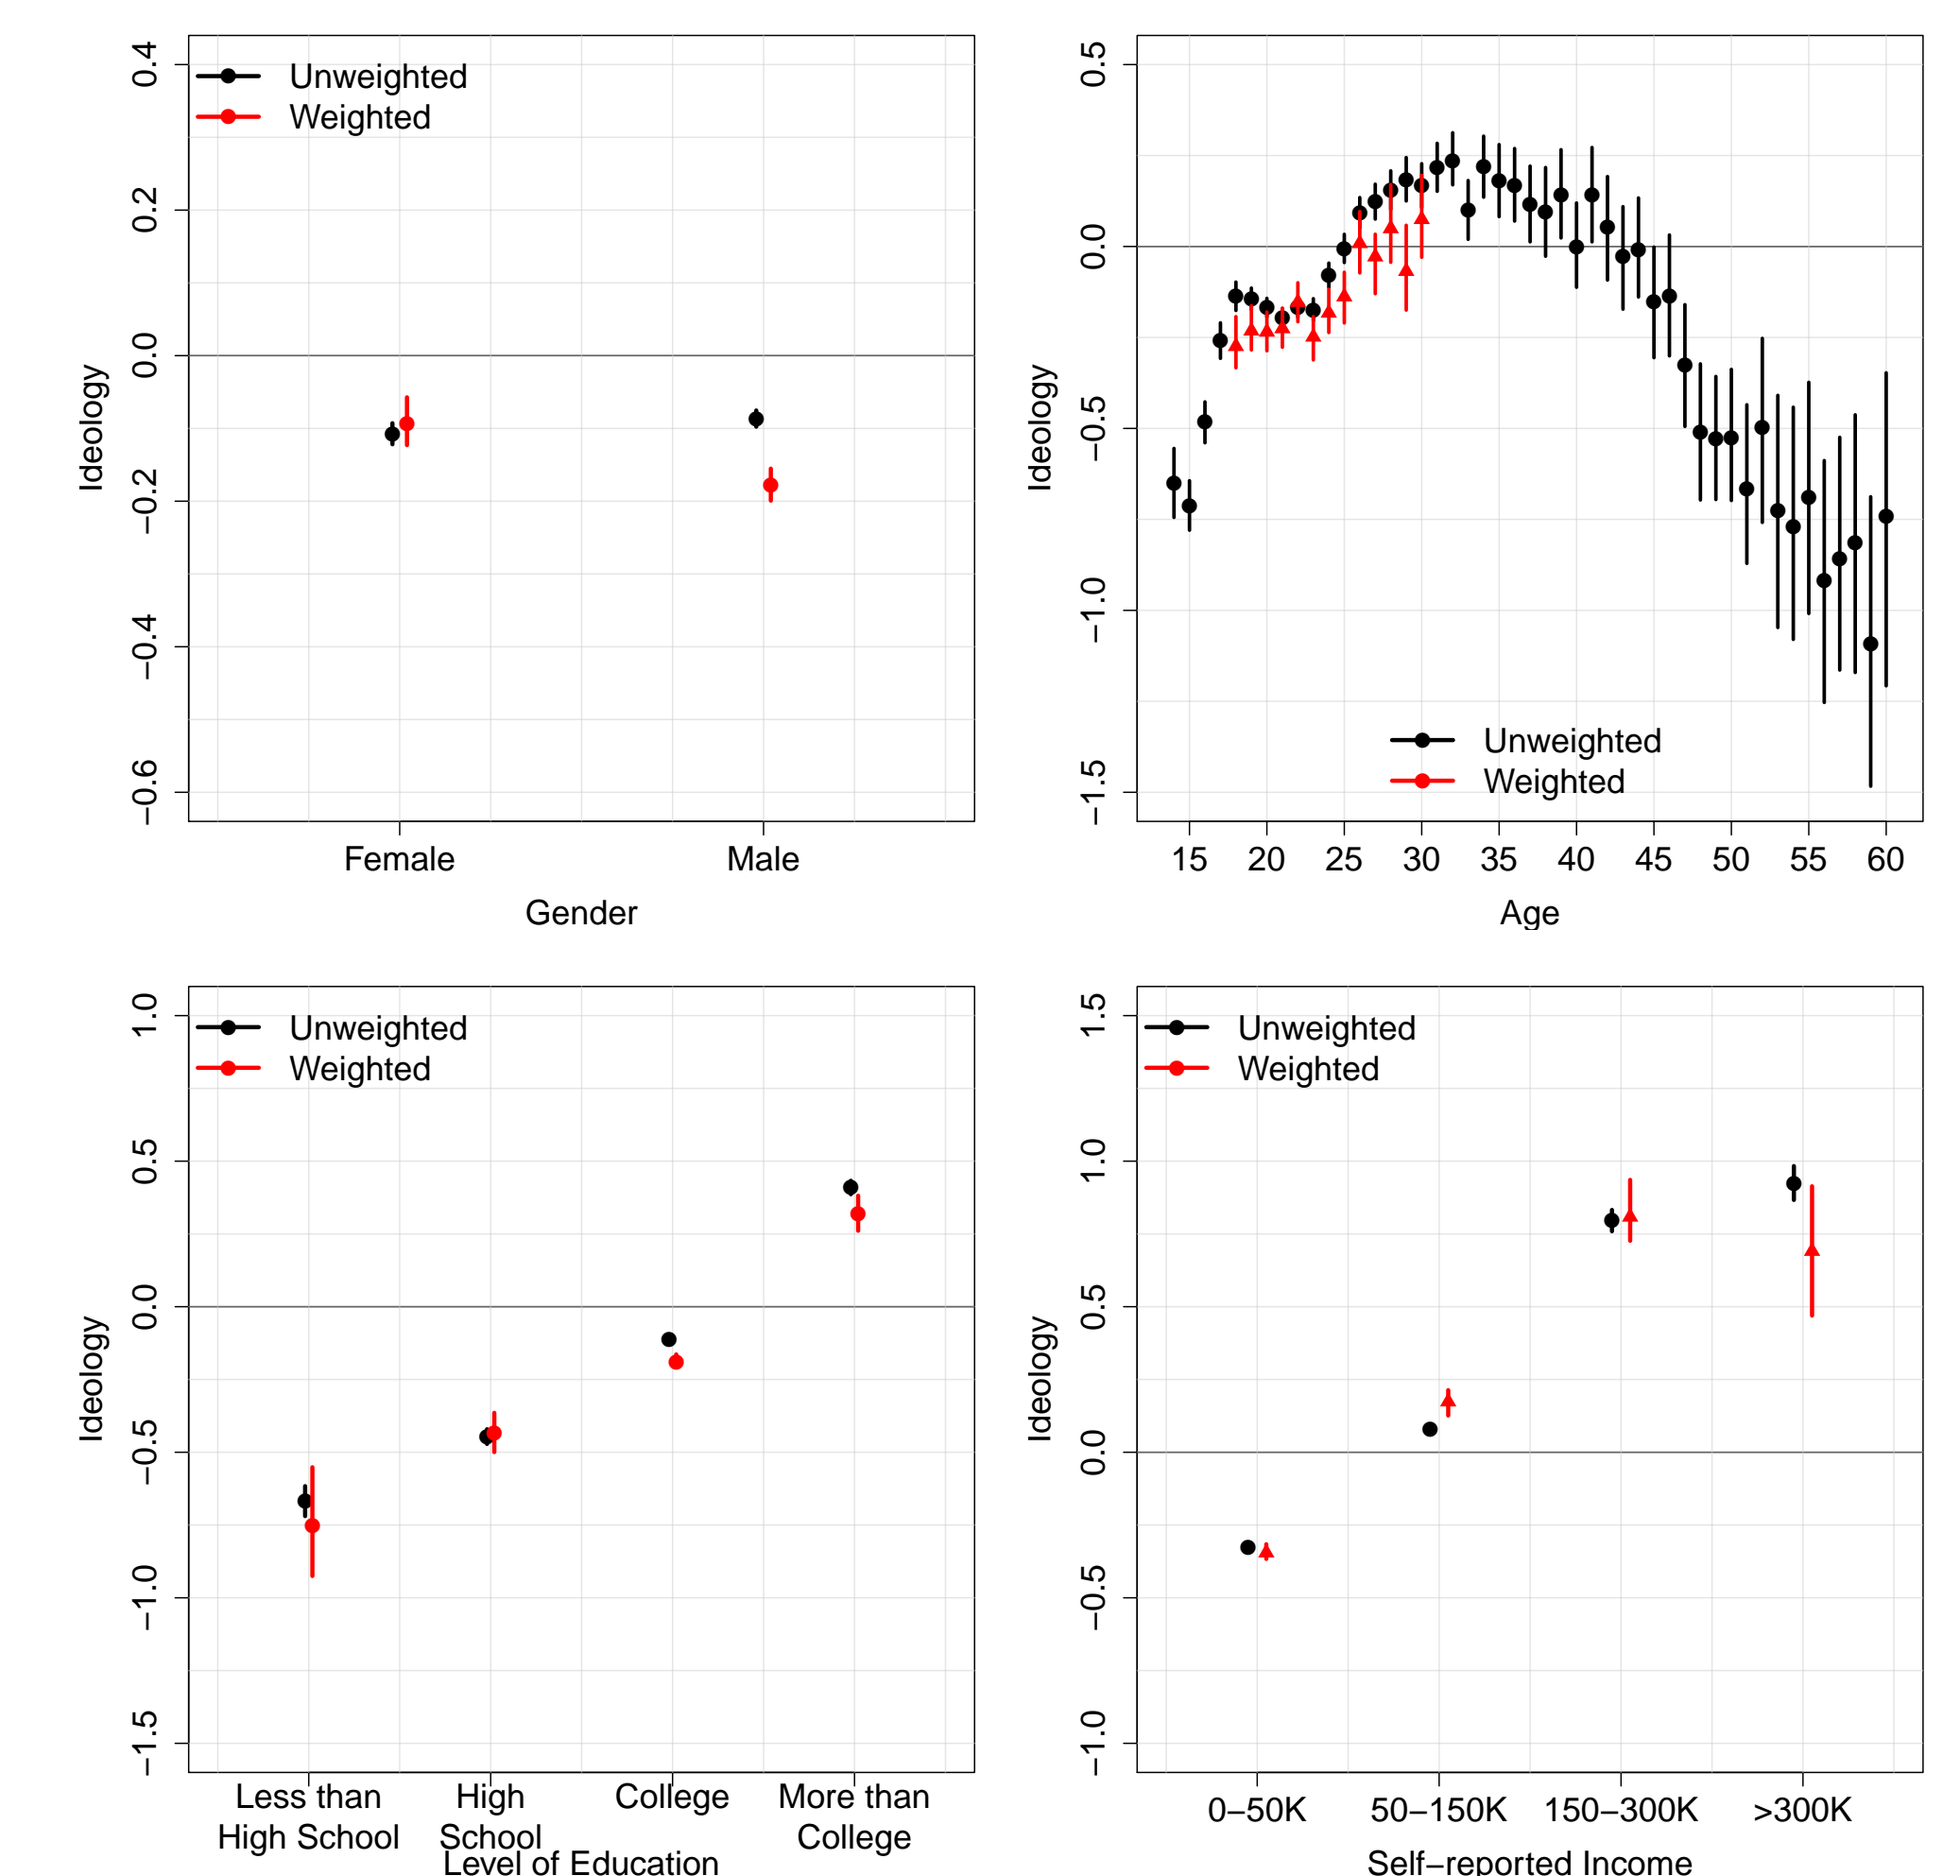 Unweighted
Weighted
Ideology
0.4
0.2
0.0
−0.2
−0.4
−0.6
Female Male
Gender
Unweighted
Weighted
Ideology
0.5
0.0
−0.5
−1.0
−1.5
15 20 25 30 35 40 45 50 55 60
Age
Unweighted
Weighted
Ideology
1.0
0.5
0.0
−0.5
−1.0
−1.5
Less than High College More than
High School School College
Level of Education
Unweighted
Weighted
Ideology
1.5
1.0
0.5
0.0
−0.5
−1.0
0−50K 50−150K 150−300K >300K
Self−reported Income